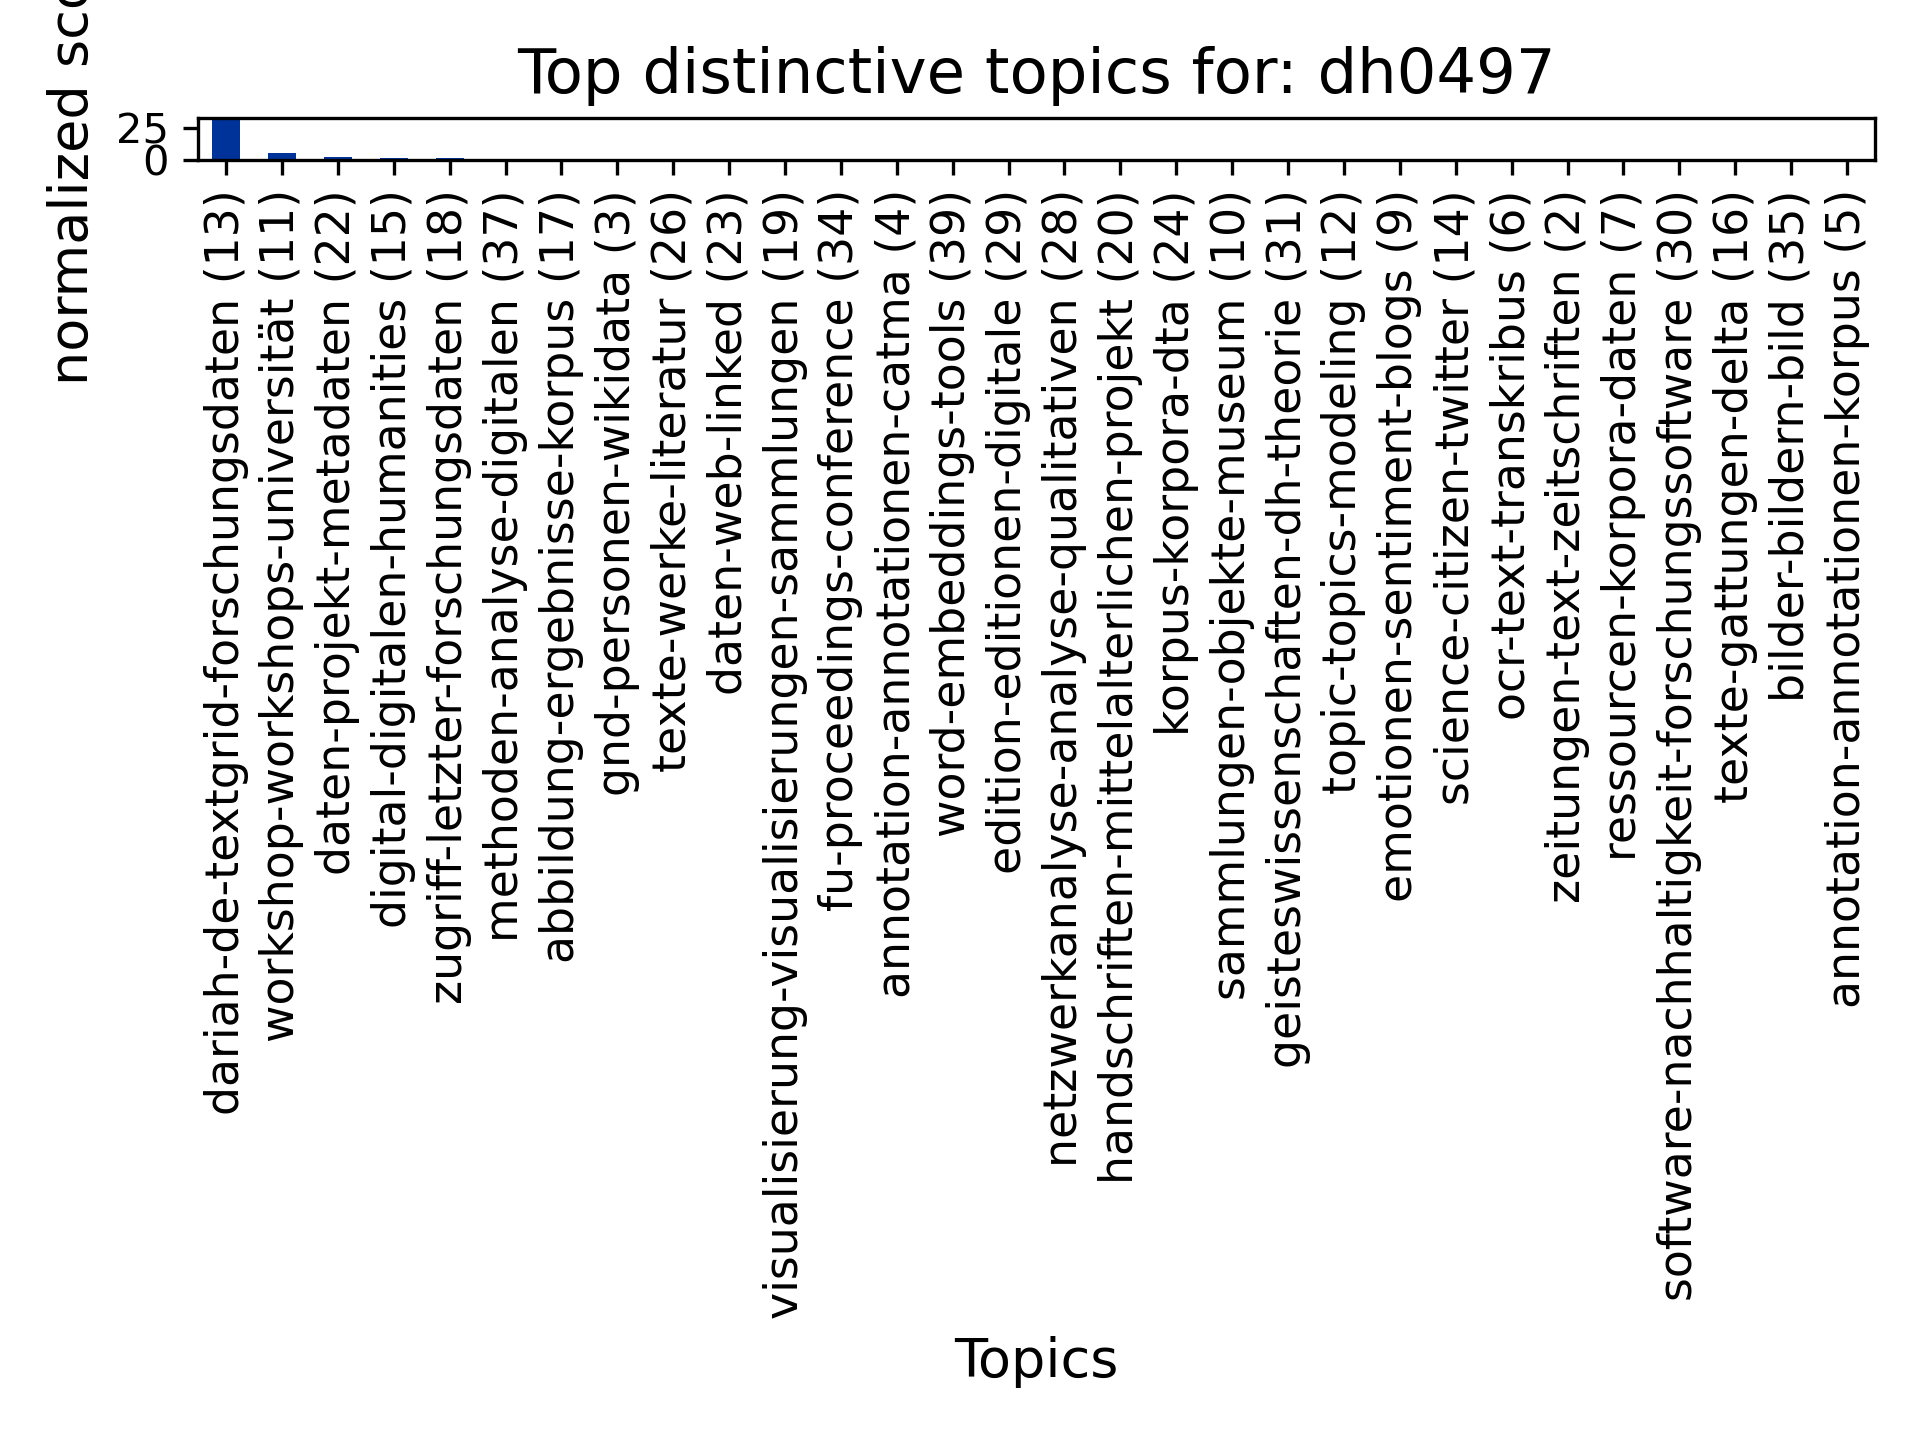 Top distinctive topics for: dh0497
normalized sco
25
0
dariah-de-textgrid-forschungsdaten (13)
workshop-workshops-universität (11)
daten-projekt-metadaten (22)
digital-digitalen-humanities (15)
zugriff-letzter-forschungsdaten (18)
methoden-analyse-digitalen (37)
abbildung-ergebnisse-korpus (17)
gnd-personen-wikidata (3)
texte-werke-literatur (26)
daten-web-linked (23)
visualisierung-visualisierungen-sammlungen (19)
fu-proceedings-conference (34)
annotation-annotationen-catma (4)
word-embeddings-tools (39)
edition-editionen-digitale (29)
netzwerkanalyse-analyse-qualitativen (28)
handschriften-mittelalterlichen-projekt (20)
korpus-korpora-dta (24)
sammlungen-objekte-museum (10)
geisteswissenschaften-dh-theorie (31)
topic-topics-modeling (12)
emotionen-sentiment-blogs (9)
science-citizen-twitter (14)
ocr-text-transkribus (6)
zeitungen-text-zeitschriften (2)
ressourcen-korpora-daten (7)
software-nachhaltigkeit-forschungssoftware (30)
texte-gattungen-delta (16)
bilder-bildern-bild (35)
annotation-annotationen-korpus (5)
Topics